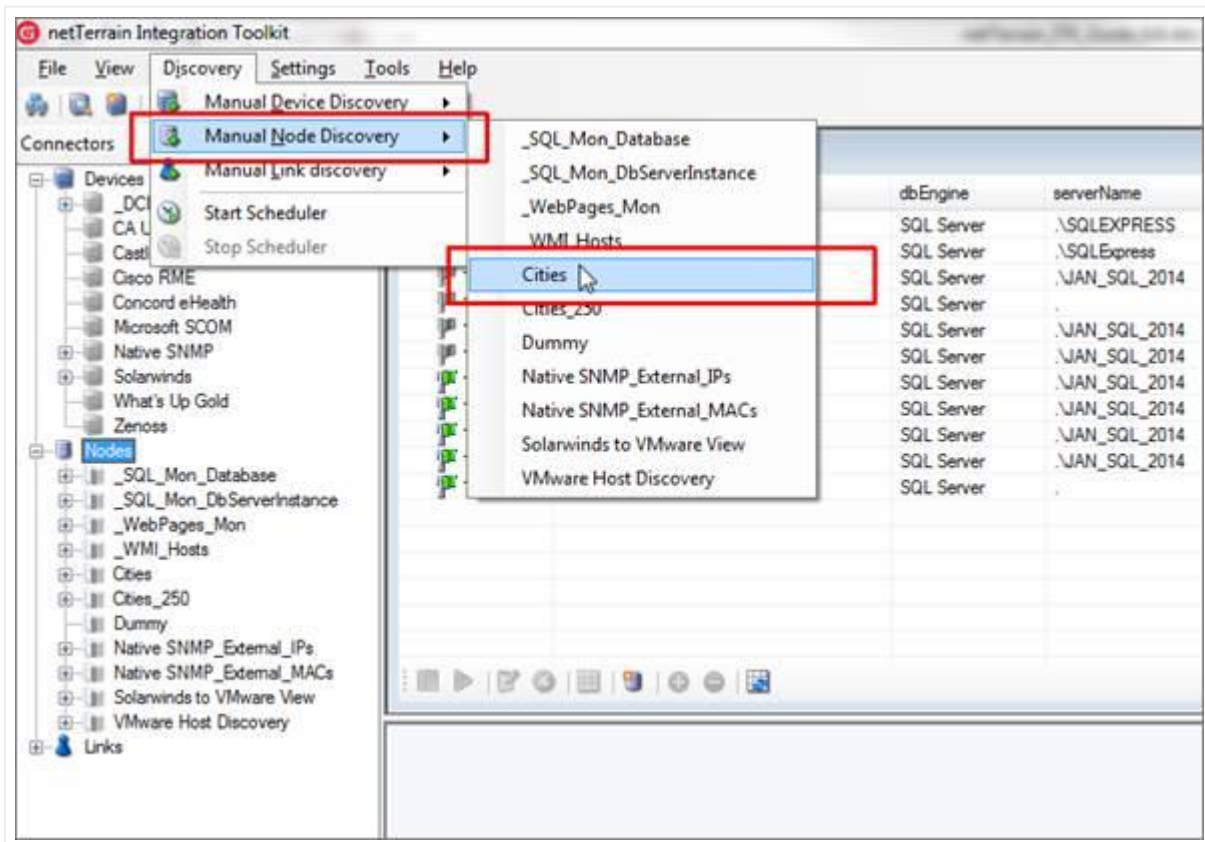 netTerrain Integration Toolkit
File View Discovery Settings Tools Help
Manual Device Discovery
Manual Node Discovery
Manual Link discovery
Start Scheduler
Stop Scheduler
_SQL_Mon_Database
_SQL_Mon_DbServerInstance
_WebPages_Mon
_WMI_Hosts
Cities
Cities_250
Dummy
Native SNMP_External_IPs
Native SNMP_External_MACs
Solarwinds to VMware View
VMware Host Discovery
Connectors
Devices
Cisco RME
Concord eHealth
Microsoft SCOM
Native SNMP
Solarwinds
What's Up Gold
Zenoss
Nodes
_SQL_Mon_Database
_SQL_Mon_DbServerInstance
_WebPages_Mon
_WMI_Hosts
Cities
Cities_250
Dummy
Native SNMP_External_IPs
Native SNMP_External_MACs
Solarwinds to VMware View
VMware Host Discovery
Links
dbEngine serverName
SQL Server .\SQLEXPRESS
SQL Server .\SQLExpress
SQL Server .\JAN_SQL_2014
SQL Server .
SQL Server .\JAN_SQL_2014
SQL Server .\JAN_SQL_2014
SQL Server .\JAN_SQL_2014
SQL Server .\JAN_SQL_2014
SQL Server .\JAN_SQL_2014
SQL Server .\JAN_SQL_2014
SQL Server .